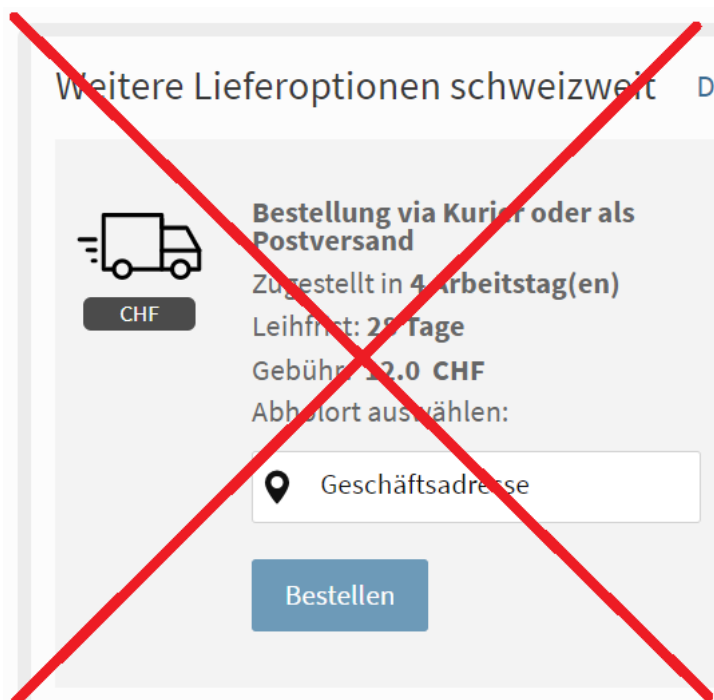 Weitere Lieferoptionen schweizweit D
Bestellung via Kurier oder als
Postversand
CHF
Zugestellt in 4 Arbeitstag(en)
Leihfrist: 28 Tage
Gebühr: 12.0 CHF
Abholort auswählen:
Geschäftsadresse
Bestellen